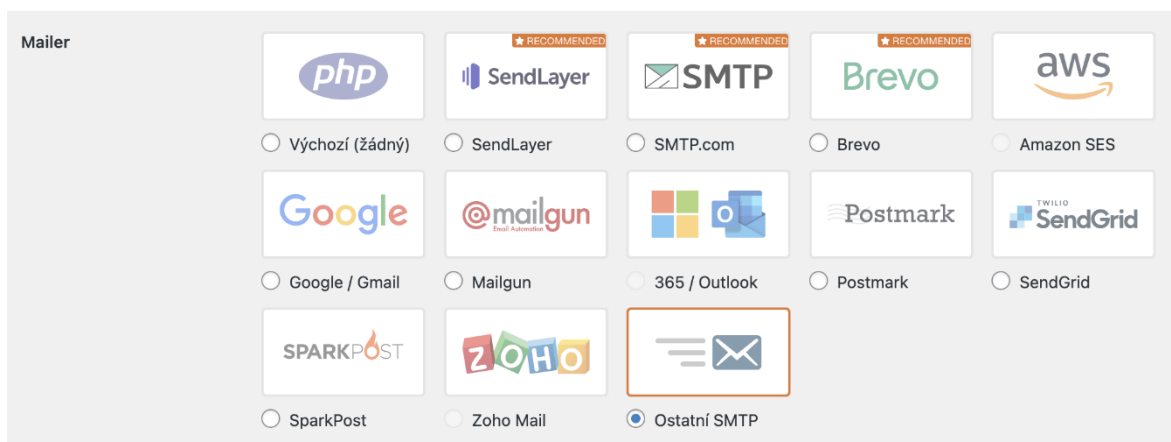 Mailer
php
SendLayer
★ RECOMMENDED
SMTP
★ RECOMMENDED
Brevo
★ RECOMMENDED
aws
Výchozí (žádný)
SendLayer
SMTP.com
Brevo
Amazon SES
Google
@mailgun
Email Automation
Postmark
TWILIO
SendGrid
Google / Gmail
Mailgun
365 / Outlook
Postmark
SendGrid
SPARKPOST
ZOHO
SparkPost
Zoho Mail
Ostatní SMTP